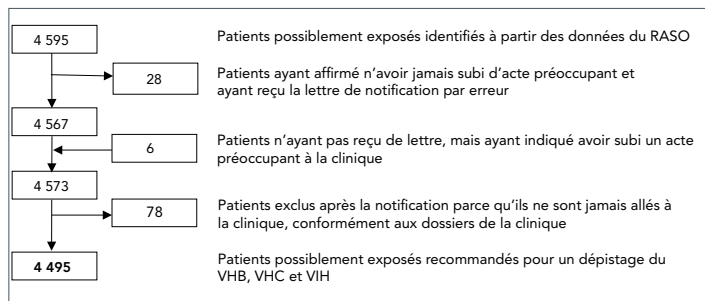 4 595
Patients possiblement exposés identifiés à partir des données du RASO
28
Patients ayant affirmé n'avoir jamais subi d'acte préoccupant et
ayant reçu la lettre de notification par erreur
4 567
6
Patients n'ayant pas reçu de lettre, mais ayant indiqué avoir subi un acte
préoccupant à la clinique
4 573
78
Patients exclus après la notification parce qu'ils ne sont jamais allés à
la clinique, conformément aux dossiers de la clinique
4 495
Patients possiblement exposés recommandés pour un dépistage du
VHB, VHC et VIH